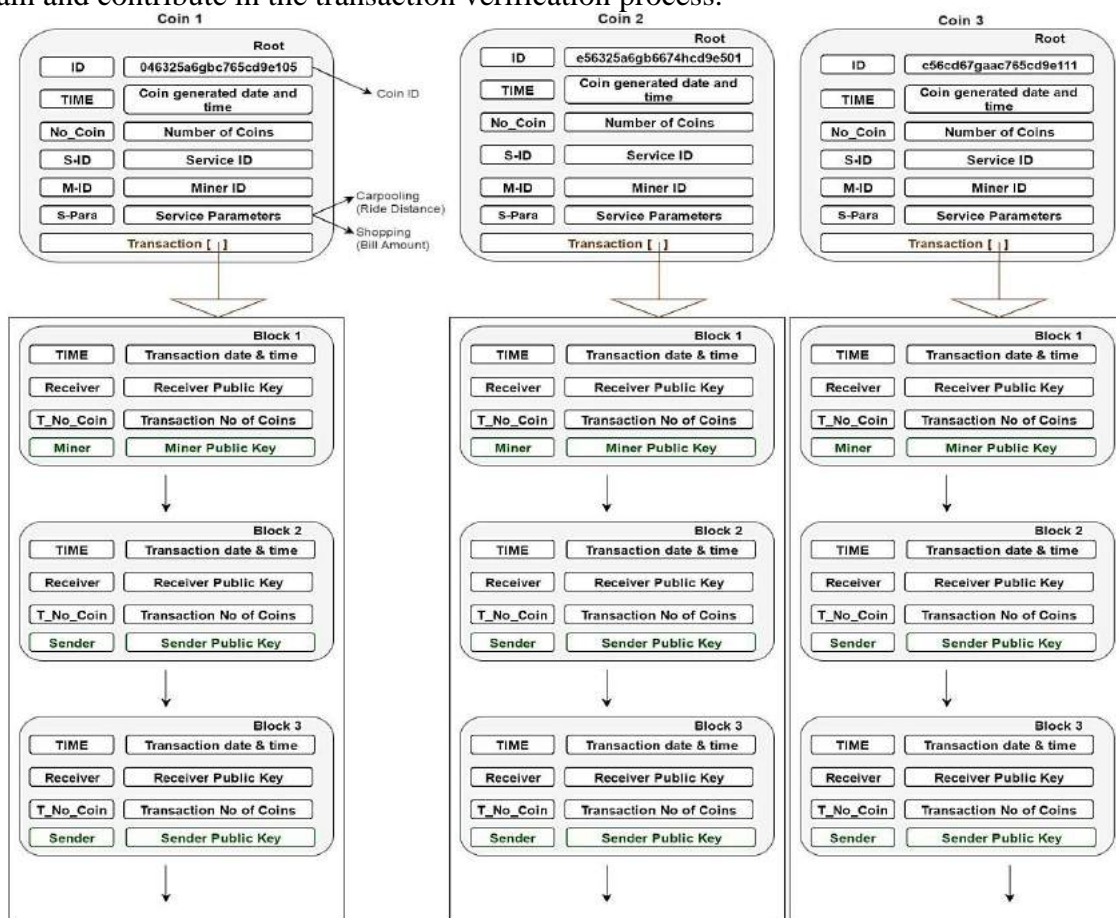 and contribute in the transaction verification process.
Coin 1
Root
ID 046325a6gbc765cd9e105
Coin ID
TIME Coin generated date and time
No_Coin Number of Coins
S-ID Service ID
M-ID Miner ID
S-Para Service Parameters
Carpooling
(Ride Distance)
Shopping
(Bill Amount)
Transaction [ ]
Block 1
TIME Transaction date & time
Receiver Receiver Public Key
T_No_Coin Transaction No of Coins
Miner Miner Public Key
Block 2
TIME Transaction date & time
Receiver Receiver Public Key
T_No_Coin Transaction No of Coins
Sender Sender Public Key
Block 3
TIME Transaction date & time
Receiver Receiver Public Key
T_No_Coin Transaction No of Coins
Sender Sender Public Key
Coin 2
Root
ID e56325a6gb6674hcd9e501
TIME Coin generated date and
time
No_Coin Number of Coins
S-ID Service ID
M-ID Miner ID
S-Para Service Parameters
Transaction [ ]
Block 1
TIME Transaction date & time
Receiver Receiver Public Key
T_No_Coin Transaction No of Coins
Miner Miner Public Key
Block 2
TIME Transaction date & time
Receiver Receiver Public Key
T_No_Coin Transaction No of Coins
Sender Sender Public Key
Block 3
TIME Transaction date & time
Receiver Receiver Public Key
T_No_Coin Transaction No of Coins
Sender Sender Public Key
Coin 3
Root
ID c56cd67gaac765cd9e111
TIME Coin generated date and
time
No_Coin Number of Coins
S-ID Service ID
M-ID Miner ID
S-Para Service Parameters
Transaction [ ]
Block 1
TIME Transaction date & time
Receiver Receiver Public Key
T_No_Coin Transaction No of Coins
Miner Miner Public Key
Block 2
TIME Transaction date & time
Receiver Receiver Public Key
T_No_Coin Transaction No of Coins
Sender Sender Public Key
Block 3
TIME Transaction date & time
Receiver Receiver Public Key
T_No_Coin Transaction No of Coins
Sender Sender Public Key